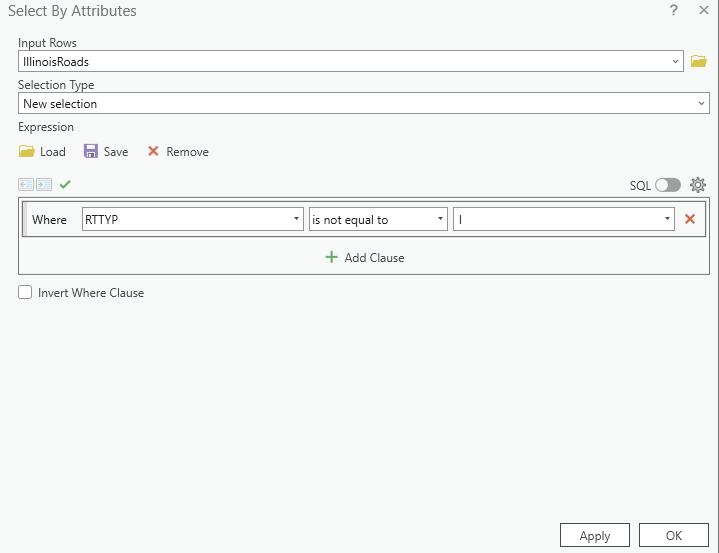 Select By Attributes ? ×
Input Rows
IllinoisRoads
Selection Type
New selection
Expression
Load Save Remove
SQL
Where RTTYP is not equal to I
Add Clause
Invert Where Clause
Apply OK